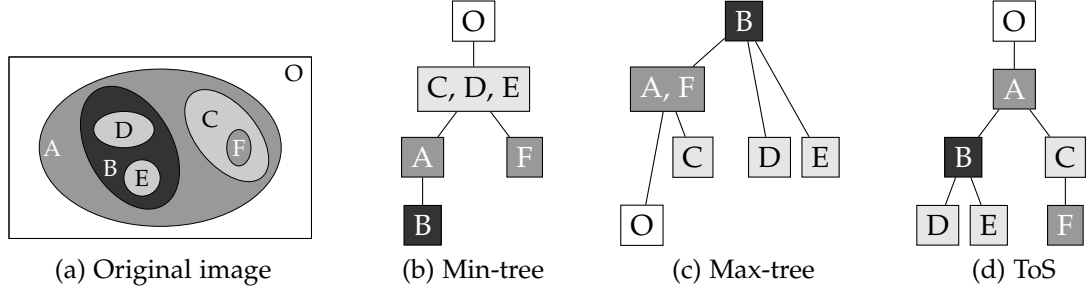 O
A
B
C
D
E
F
(a) Original image
O
C, D, E
A
F
B
(b) Min-tree
B
A, F
C
D
E
O
(c) Max-tree
O
A
B
C
D
E
F
(d) ToS